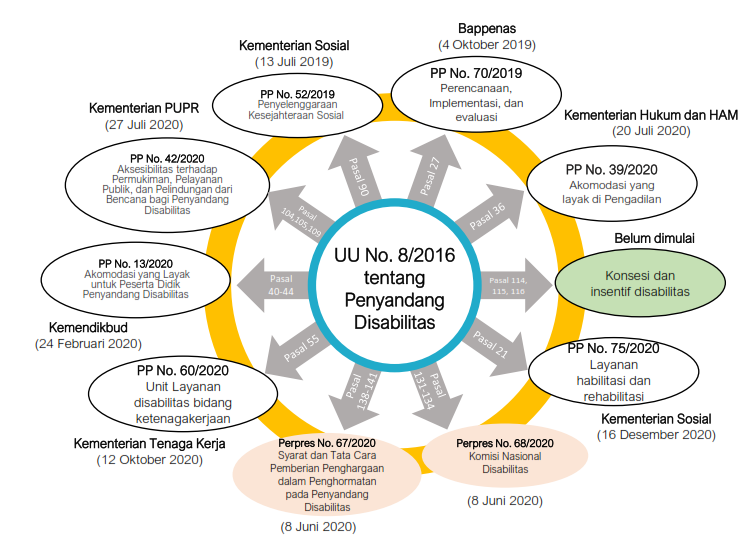 Bappenas
(4 Oktober 2019)
PP No. 70/2019
Perencanaan,
Implementasi, dan
evaluasi
Pasal 27
Kementerian Hukum dan HAM
(20 Juli 2020)
PP No. 39/2020
Akomodasi yang
layak di Pengadilan
Pasal 36
Belum dimulai
Konsesi dan
insentif disabilitas
Pasal 114,
115, 116
PP No. 75/2020
Layanan
habilitasi dan
rehabilitasi
Kementerian Sosial
(16 Desember 2020)
Pasal 21
Perpres No. 68/2020
Komisi Nasional
Disabilitas
(8 Juni 2020)
Pasal
131-134
Perpres No. 67/2020
Syarat dan Tata Cara
Pemberian Penghargaan
dalam Penghormatan
pada Penyandang
Disabilitas
(8 Juni 2020)
Pasal
138-141
PP No. 60/2020
Unit Layanan
disabilitas bidang
ketenagakerjaan
Kementerian Tenaga Kerja
(12 Oktober 2020)
Pasal 55
PP No. 13/2020
Akomodasi yang Layak
untuk Peserta Didik
Penyandang Disabilitas
Kemendikbud
(24 Februari 2020)
Pasal
40-44
Kementerian PUPR
(27 Juli 2020)
PP No. 42/2020
Aksesibilitas terhadap
Permukiman, Pelayanan
Publik, dan Pelindungan dari
Bencana bagi Penyandang
Disabilitas
Pasal
104,105,109
Kementerian Sosial
(13 Juli 2019)
PP No. 52/2019
Penyelenggaraan
Kesejahteraan Sosial
Pasal 90
UU No. 8/2016
tentang
Penyandang
Disabilitas